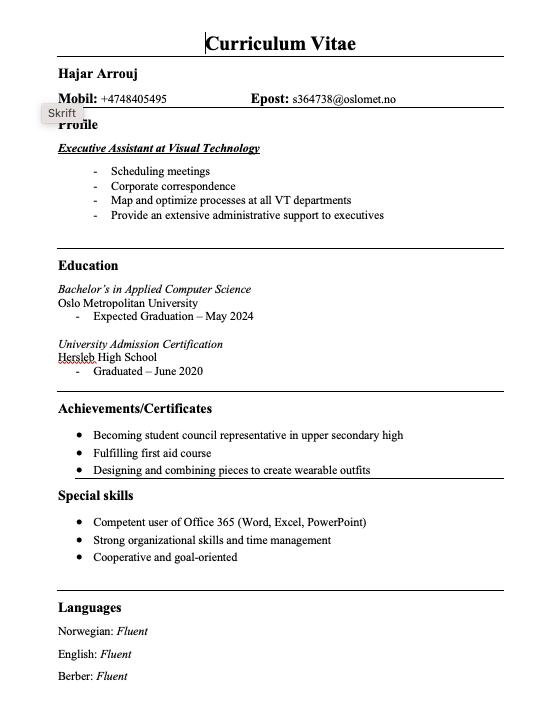 Curriculum Vitae
Hajar Arrouj
Mobil: +4748405495 Epost: s364738@oslomet.no
Skrift
Profile
Executive Assistant at Visual Technology
- Scheduling meetings
- Corporate correspondence
- Map and optimize processes at all VT departments
- Provide an extensive administrative support to executives
Education
Bachelor's in Applied Computer Science
Oslo Metropolitan University
- Expected Graduation – May 2024
University Admission Certification
Hersleb High School
- Graduated – June 2020
Achievements/Certificates
● Becoming student council representative in upper secondary high
● Fulfilling first aid course
● Designing and combining pieces to create wearable outfits
Special skills
● Competent user of Office 365 (Word, Excel, PowerPoint)
● Strong organizational skills and time management
● Cooperative and goal-oriented
Languages
Norwegian: Fluent
English: Fluent
Berber: Fluent